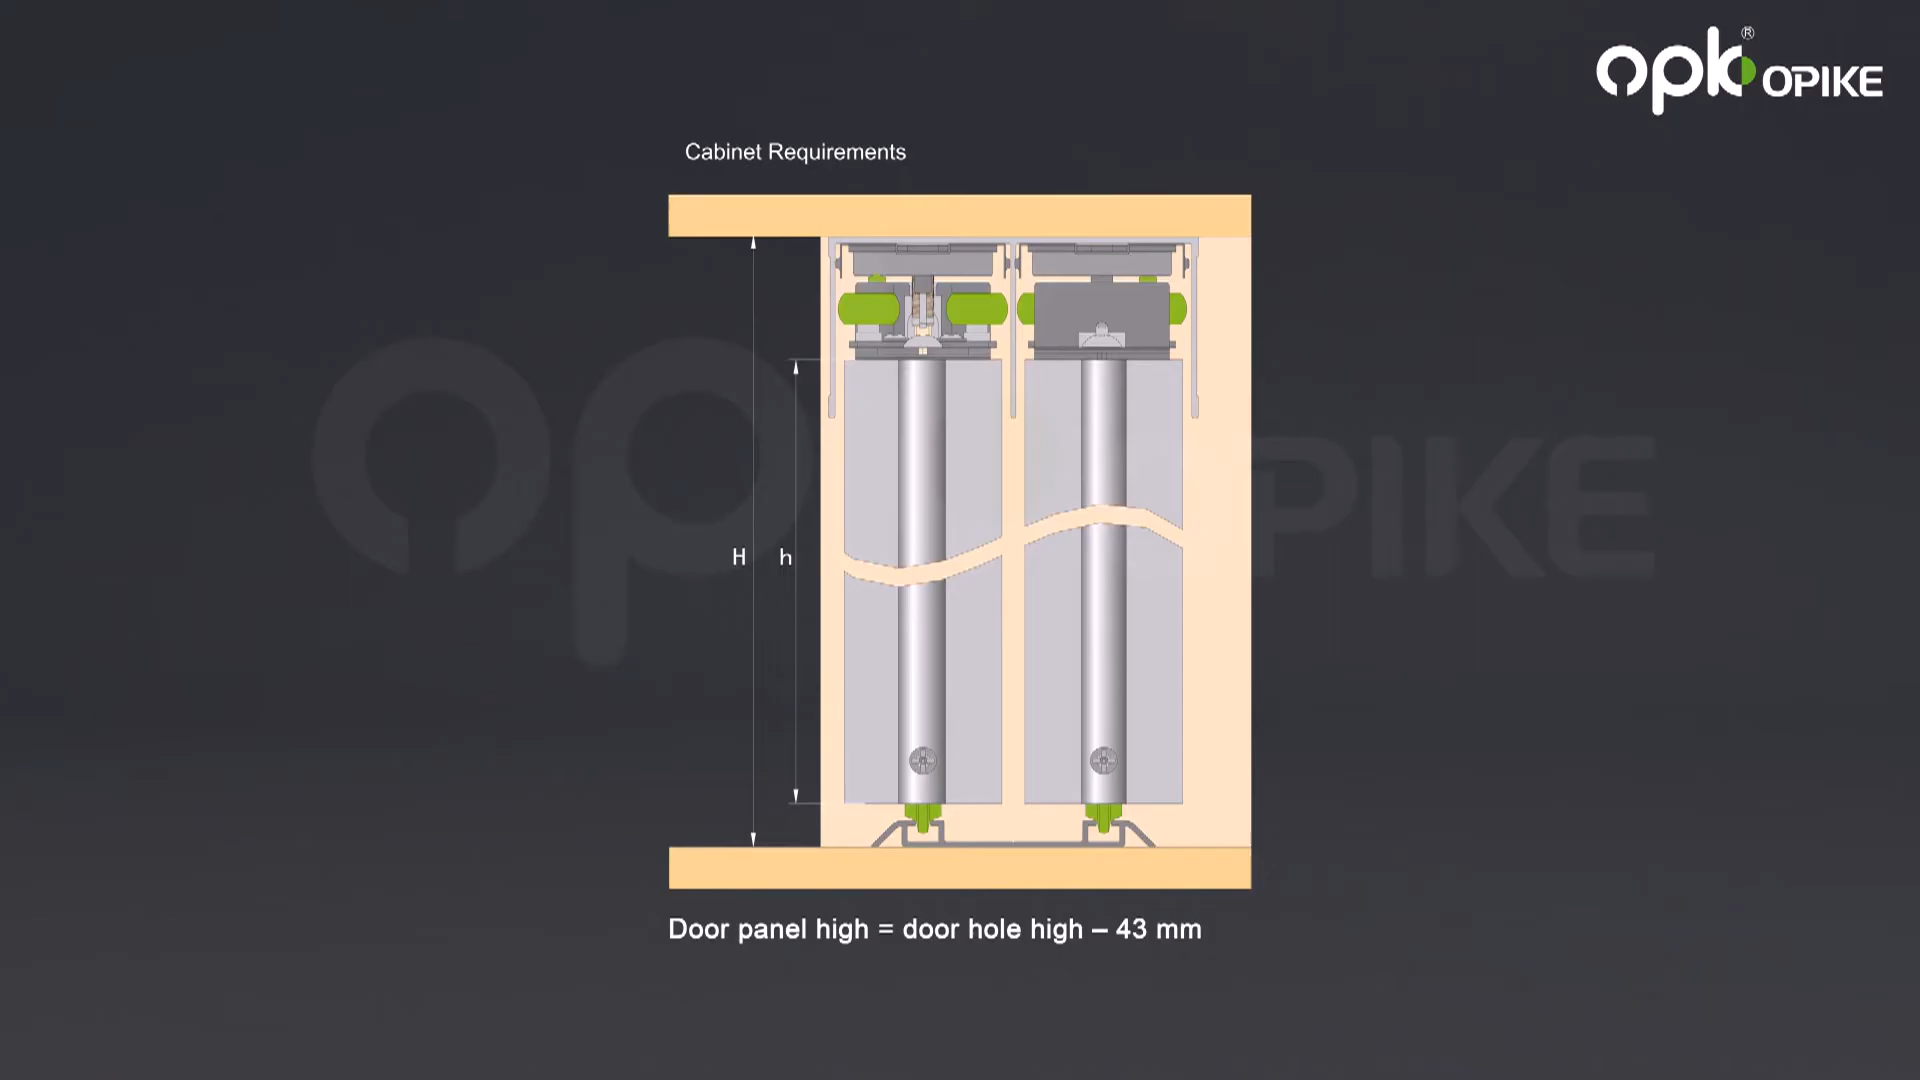 opk® OPIKE
Cabinet Requirements
H
h
Door panel high = door hole high – 43 mm